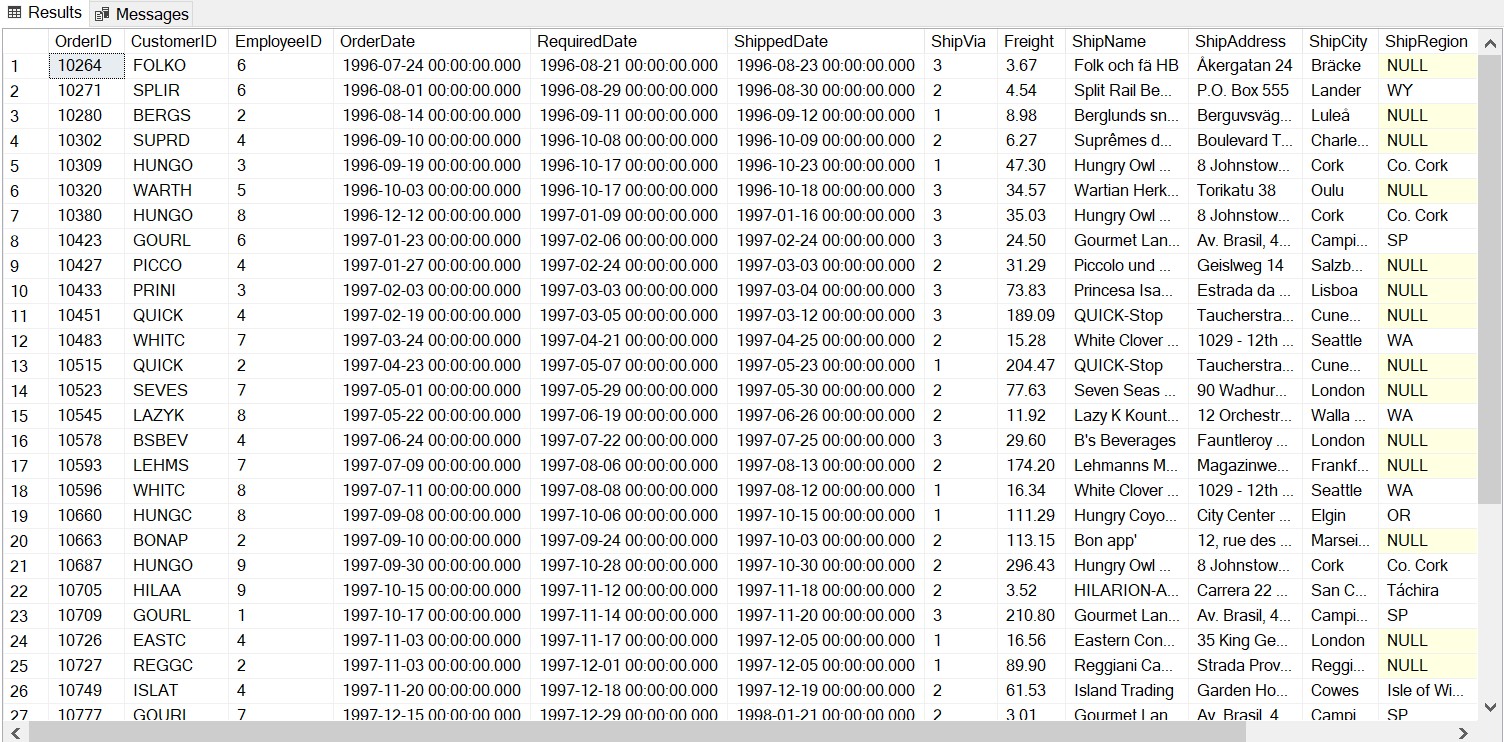 Results Messages
OrderID CustomerID EmployeeID OrderDate RequiredDate ShippedDate ShipVia Freight ShipName ShipAddress ShipCity ShipRegion
1 10264 FOLKO 6 1996-07-24 00:00:00.000 1996-08-21 00:00:00.000 1996-08-23 00:00:00.000 3 3.67 Folk och fä HB Åkergatan 24 Bräcke NULL
2 10271 SPLIR 6 1996-08-01 00:00:00.000 1996-08-29 00:00:00.000 1996-08-30 00:00:00.000 2 4.54 Split Rail Be... P.O. Box 555 Lander WY
3 10280 BERGS 2 1996-08-14 00:00:00.000 1996-09-11 00:00:00.000 1996-09-12 00:00:00.000 1 8.98 Berglunds sn... Berguvsväg... Luleå NULL
4 10302 SUPRD 4 1996-09-10 00:00:00.000 1996-10-08 00:00:00.000 1996-10-09 00:00:00.000 2 6.27 Suprêmes d... Boulevard T... Charle... NULL
5 10309 HUNGO 3 1996-09-19 00:00:00.000 1996-10-17 00:00:00.000 1996-10-23 00:00:00.000 1 47.30 Hungry Owl ... 8 Johnstow... Cork Co. Cork
6 10320 WARTH 5 1996-10-03 00:00:00.000 1996-10-17 00:00:00.000 1996-10-18 00:00:00.000 3 34.57 Wartian Herk... Torikatu 38 Oulu NULL
7 10380 HUNGO 8 1996-12-12 00:00:00.000 1997-01-09 00:00:00.000 1997-01-16 00:00:00.000 3 35.03 Hungry Owl ... 8 Johnstow... Cork Co. Cork
8 10423 GOURL 6 1997-01-23 00:00:00.000 1997-02-06 00:00:00.000 1997-02-24 00:00:00.000 3 24.50 Gourmet Lan... Av. Brasil, 4... Campi... SP
9 10427 PICCO 4 1997-01-27 00:00:00.000 1997-02-24 00:00:00.000 1997-03-03 00:00:00.000 2 31.29 Piccolo und ... Geislweg 14 Salzb... NULL
10 10433 PRINI 3 1997-02-03 00:00:00.000 1997-03-03 00:00:00.000 1997-03-04 00:00:00.000 3 73.83 Princesa Isa... Estrada da ... Lisboa NULL
11 10451 QUICK 4 1997-02-19 00:00:00.000 1997-03-05 00:00:00.000 1997-03-12 00:00:00.000 3 189.09 QUICK-Stop Taucherstra... Cune... NULL
12 10483 WHITC 7 1997-03-24 00:00:00.000 1997-04-21 00:00:00.000 1997-04-25 00:00:00.000 2 15.28 White Clover ... 1029 - 12th ... Seattle WA
13 10515 QUICK 2 1997-04-23 00:00:00.000 1997-05-07 00:00:00.000 1997-05-23 00:00:00.000 1 204.47 QUICK-Stop Taucherstra... Cune... NULL
14 10523 SEVES 7 1997-05-01 00:00:00.000 1997-05-29 00:00:00.000 1997-05-30 00:00:00.000 2 77.63 Seven Seas ... 90 Wadhur... London NULL
15 10545 LAZYK 8 1997-05-22 00:00:00.000 1997-06-19 00:00:00.000 1997-06-26 00:00:00.000 2 11.92 Lazy K Kount... 12 Orchestr... Walla ... WA
16 10578 BSBEV 4 1997-06-24 00:00:00.000 1997-07-22 00:00:00.000 1997-07-25 00:00:00.000 3 29.60 B's Beverages Fauntleroy ... London NULL
17 10593 LEHMS 7 1997-07-09 00:00:00.000 1997-08-06 00:00:00.000 1997-08-13 00:00:00.000 2 174.20 Lehmanns M... Magazinwe... Frankf... NULL
18 10596 WHITC 8 1997-07-11 00:00:00.000 1997-08-08 00:00:00.000 1997-08-12 00:00:00.000 1 16.34 White Clover ... 1029 - 12th ... Seattle WA
19 10660 HUNGC 8 1997-09-08 00:00:00.000 1997-10-06 00:00:00.000 1997-10-15 00:00:00.000 1 111.29 Hungry Coyo... City Center ... Elgin OR
20 10663 BONAP 2 1997-09-10 00:00:00.000 1997-09-24 00:00:00.000 1997-10-03 00:00:00.000 2 113.15 Bon app' 12, rue des ... Marsei... NULL
21 10687 HUNGO 9 1997-09-30 00:00:00.000 1997-10-28 00:00:00.000 1997-10-30 00:00:00.000 2 296.43 Hungry Owl ... 8 Johnstow... Cork Co. Cork
22 10705 HILAA 9 1997-10-15 00:00:00.000 1997-11-12 00:00:00.000 1997-11-18 00:00:00.000 2 3.52 HILARION-A... Carrera 22 ... San C... Táchira
23 10709 GOURL 1 1997-10-17 00:00:00.000 1997-11-14 00:00:00.000 1997-11-20 00:00:00.000 3 210.80 Gourmet Lan... Av. Brasil, 4... Campi... SP
24 10726 EASTC 4 1997-11-03 00:00:00.000 1997-11-17 00:00:00.000 1997-12-05 00:00:00.000 1 16.56 Eastern Con... 35 King Ge... London NULL
25 10727 REGGC 2 1997-11-03 00:00:00.000 1997-12-01 00:00:00.000 1997-12-05 00:00:00.000 1 89.90 Reggiani Ca... Strada Prov... Reggi... NULL
26 10749 ISLAT 4 1997-11-20 00:00:00.000 1997-12-18 00:00:00.000 1997-12-19 00:00:00.000 2 61.53 Island Trading Garden Ho... Cowes Isle of Wi...
27 10777 GOURL 7 1997-12-15 00:00:00.000 1997-12-29 00:00:00.000 1998-01-21 00:00:00.000 2 3.01 Gourmet Lan... Av. Brasil, 4... Campi... SP